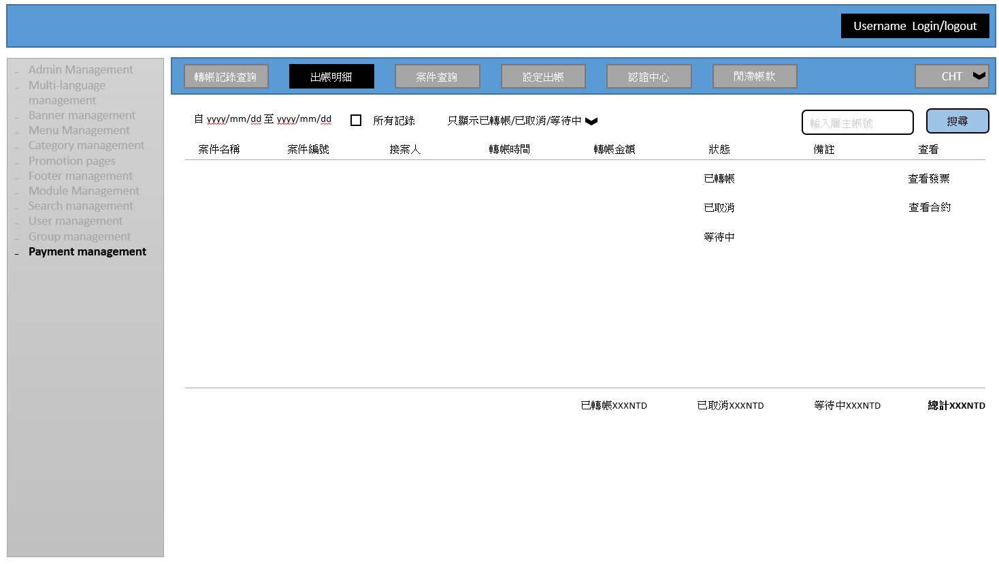 Username Login/logout
Admin Management
Multi-language
management
Banner management
Menu Management
Category management
Promotion pages
Footer management
Module Management
Search management
User management
Group management
Payment management
轉帳記錄查詢 出帳明細 案件查詢 設定出帳 認證中心 閒滯帳款 CHT
自 yyyy/mm/dd 至 yyyy/mm/dd 所有記錄 只顯示已轉帳/已取消/等待中 輸入雇主帳號 搜尋
案件名稱 案件編號 接案人 轉帳時間 轉帳金額 狀態 備註 查看
已轉帳 查看發票
已取消 查看合約
等待中
已轉帳XXXNTD 已取消XXXNTD 等待中XXXNTD 總計XXXNTD